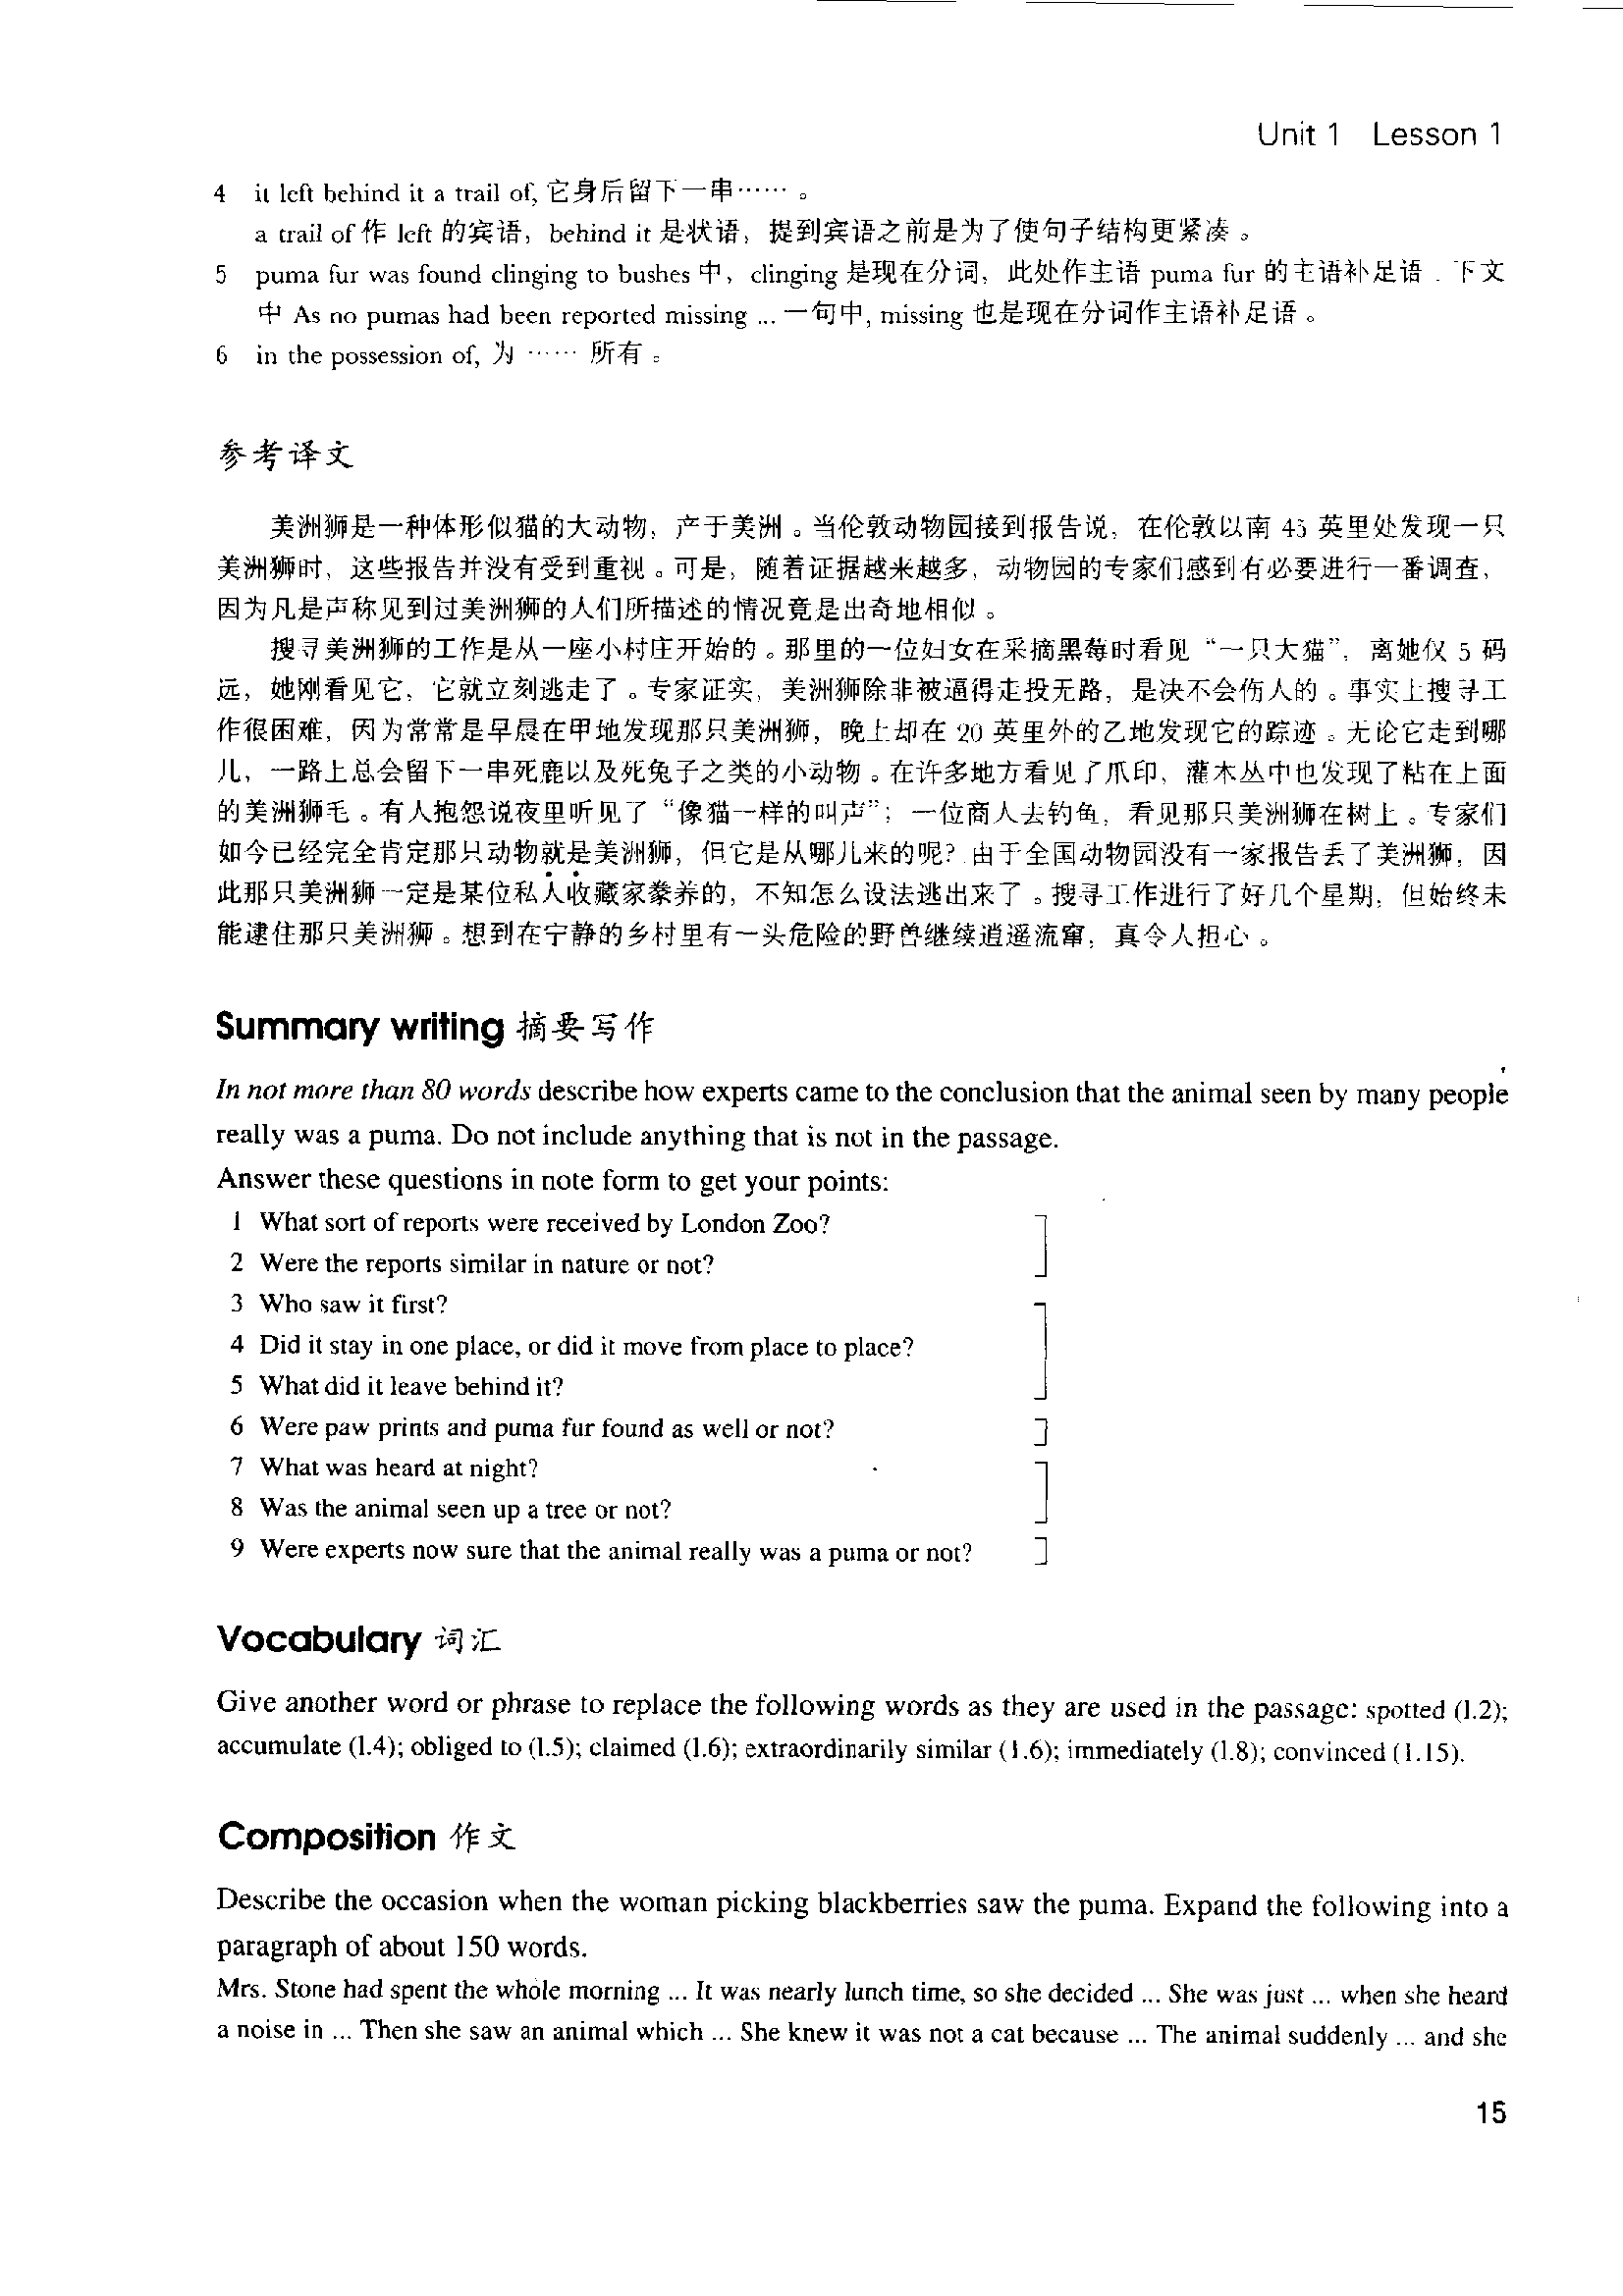 Unit 1 Lesson 1
4 it left behind it a trail of, 它身后留下一串…… 。
a trail of 作 left 的宾语, behind it 是状语, 提到宾语之前是为了使句子结构更紧凑。
5 puma fur was found clinging to bushes 中, clinging 是现在分词, 此处作主语 puma fur 的主语补足语. 下文
中 As no pumas had been reported missing ... 一句中, missing 也是现在分词作主语补足语。
6 in the possession of, 为 …… 所有。
参考译文
美洲狮是一种体形似猫的大动物, 产于美洲。当伦敦动物园接到报告说, 在伦敦以南 45 英里处发现一只
美洲狮时, 这些报告并没有受到重视。可是, 随着证据越来越多, 动物园的专家们感到有必要进行一番调查,
因为凡是声称见到过美洲狮的人们所描述的情况竟是出奇地相似。
搜寻美洲狮的工作是从一座小村庄开始的。那里的一位妇女在采摘黑莓时看见 “一只大猫”, 离她仅 5 码
远, 她刚看见它, 它就立刻逃走了。专家证实, 美洲狮除非被逼得走投无路, 是决不会伤人的。事实上搜寻工
作很困难, 因为常常是早晨在甲地发现那只美洲狮, 晚上却在 20 英里外的乙地发现它的踪迹。无论它走到哪
儿, 一路上总会留下一串死鹿以及死兔子之类的小动物。在许多地方看见了爪印, 灌木丛中也发现了粘在上面
的美洲狮毛。有人抱怨说夜里听见了 “像猫一样的叫声”; 一位商人去钓鱼, 看见那只美洲狮在树上。专家们
如今已经完全肯定那只动物就是美洲狮, 但它是从哪儿来的呢? 由于全国动物园没有一家报告丢了美洲狮, 因
此那只美洲狮一定是某位私人收藏家豢养的, 不知怎么设法逃出来了。搜寻工作进行了好几个星期, 但始终未
能逮住那只美洲狮。想到在宁静的乡村里有一头危险的野兽继续逍遥流窜, 真令人担心。
Summary writing 摘要写作
In not more than 80 words describe how experts came to the conclusion that the animal seen by many people
really was a puma. Do not include anything that is not in the passage.
Answer these questions in note form to get your points:
1 What sort of reports were received by London Zoo?
2 Were the reports similar in nature or not?
3 Who saw it first?
4 Did it stay in one place, or did it move from place to place?
5 What did it leave behind it?
6 Were paw prints and puma fur found as well or not?
7 What was heard at night?
8 Was the animal seen up a tree or not?
9 Were experts now sure that the animal really was a puma or not?
Vocabulary 词汇
Give another word or phrase to replace the following words as they are used in the passage: spotted (l.2);
accumulate (l.4); obliged to (l.5); claimed (l.6); extraordinarily similar (l.6); immediately (l.8); convinced (l.15).
Composition 作文
Describe the occasion when the woman picking blackberries saw the puma. Expand the following into a
paragraph of about 150 words.
Mrs. Stone had spent the whole morning ... It was nearly lunch time, so she decided ... She was just ... when she heard
a noise in ... Then she saw an animal which ... She knew it was not a cat because ... The animal suddenly ... and she
15